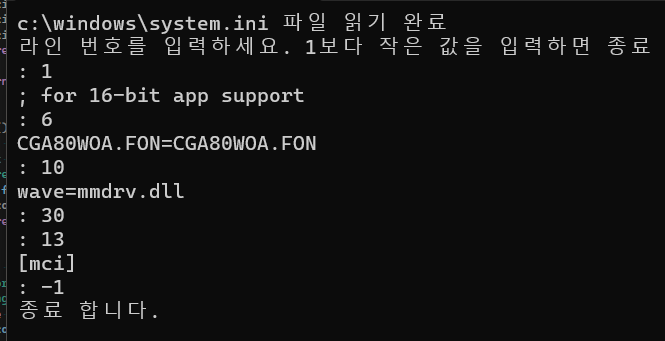 c:\windows\system.ini 파일 읽기 완료
라인 번호를 입력하세요. 1보다 작은 값을 입력하면 종료
: 1
; for 16-bit app support
: 6
CGA80WOA.FON=CGA80WOA.FON
: 10
wave=mmdrv.dll
: 30
: 13
[mci]
: -1
종료 합니다.